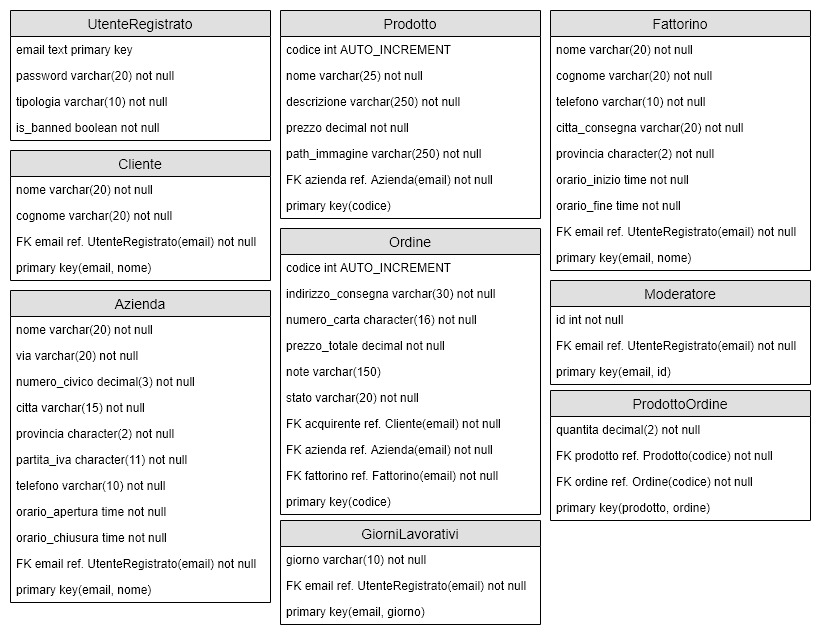 UtenteRegistrato
email text primary key
password varchar(20) not null
tipologia varchar(10) not null
is_banned boolean not null
Cliente
nome varchar(20) not null
cognome varchar(20) not null
FK email ref. UtenteRegistrato(email) not null
primary key(email, nome)
Azienda
nome varchar(20) not null
via varchar(20) not null
numero_civico decimal(3) not null
citta varchar(15) not null
provincia character(2) not null
partita_iva character(11) not null
telefono varchar(10) not null
orario_apertura time not null
orario_chiusura time not null
FK email ref. UtenteRegistrato(email) not null
primary key(email, nome)
Prodotto
codice int AUTO_INCREMENT
nome varchar(25) not null
descrizione varchar(250) not null
prezzo decimal not null
path_immagine varchar(250) not null
FK azienda ref. Azienda(email) not null
primary key(codice)
Ordine
codice int AUTO_INCREMENT
indirizzo_consegna varchar(30) not null
numero_carta character(16) not null
prezzo_totale decimal not null
note varchar(150)
stato varchar(20) not null
FK acquirente ref. Cliente(email) not null
FK azienda ref. Azienda(email) not null
FK fattorino ref. Fattorino(email) not null
primary key(codice)
GiorniLavorativi
giorno varchar(10) not null
FK email ref. UtenteRegistrato(email) not null
primary key(email, giorno)
Fattorino
nome varchar(20) not null
cognome varchar(20) not null
telefono varchar(10) not null
citta_consegna varchar(20) not null
provincia character(2) not null
orario_inizio time not null
orario_fine time not null
FK email ref. UtenteRegistrato(email) not null
primary key(email, nome)
Moderatore
id int not null
FK email ref. UtenteRegistrato(email) not null
primary key(email, id)
ProdottoOrdine
quantita decimal(2) not null
FK prodotto ref. Prodotto(codice) not null
FK ordine ref. Ordine(codice) not null
primary key(prodotto, ordine)